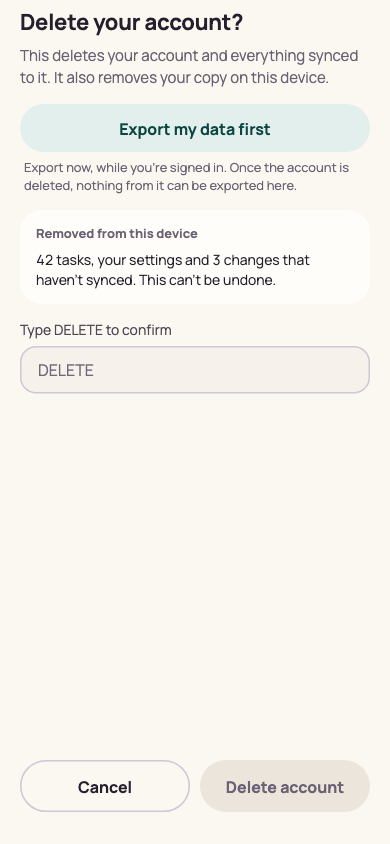 Delete your account?
This deletes your account and everything synced
to it. It also removes your copy on this device.
Export my data first
Export now, while you’re signed in. Once the account is
deleted, nothing from it can be exported here.
Removed from this device
42 tasks, your settings and 3 changes that
haven’t synced. This can’t be undone.
Type DELETE to confirm
DELETE
Cancel
Delete account